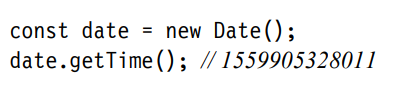 const date = new Date();
date.getTime(); // 1559905328011